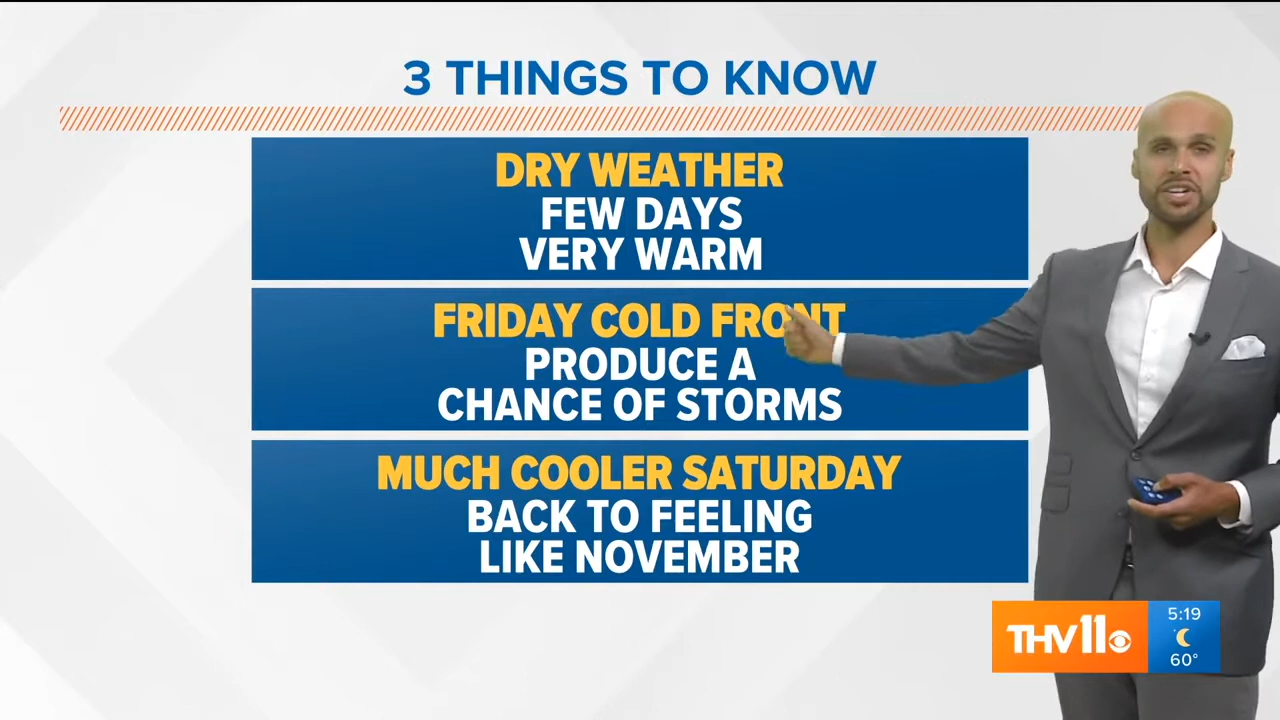 3 THINGS TO KNOW
DRY WEATHER
FEW DAYS
VERY WARM
FRIDAY COLD FRONT
PRODUCE A
CHANCE OF STORMS
MUCH COOLER SATURDAY
BACK TO FEELING
LIKE NOVEMBER
THV11
5:19
60°